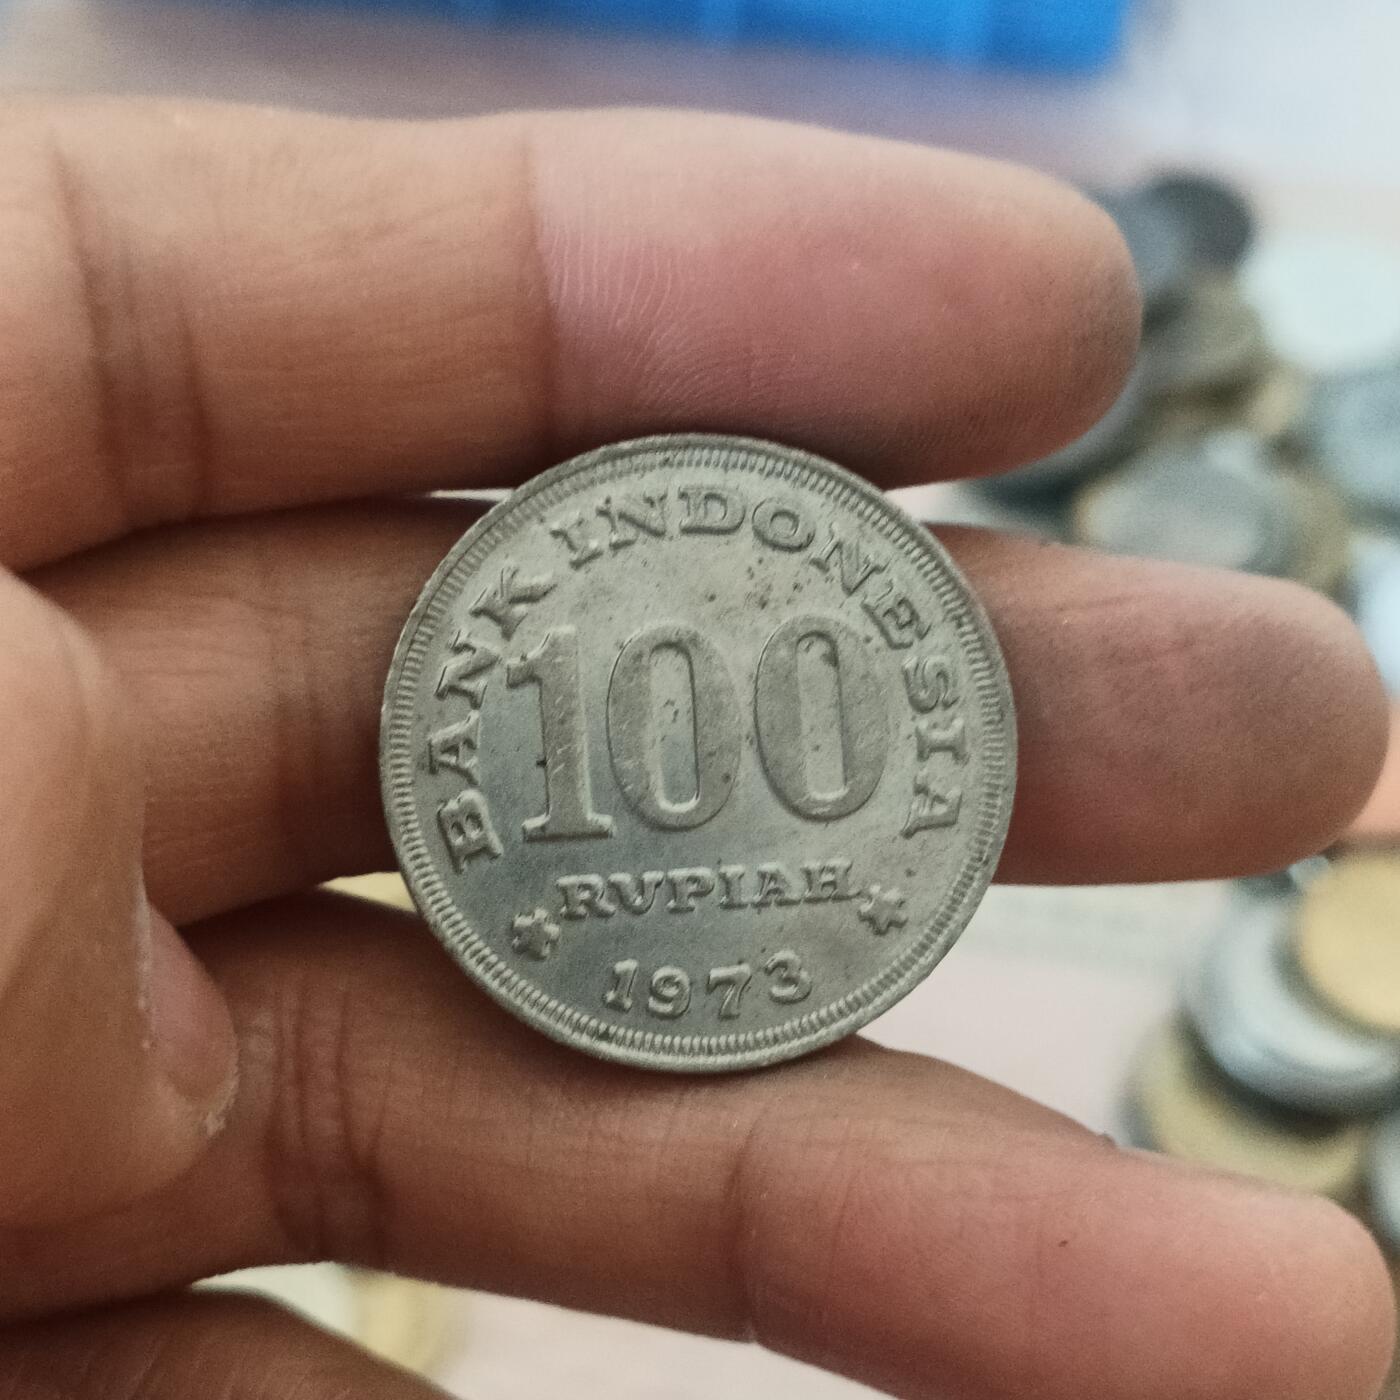 BANK INDONESIA
100
RUPIAH
1973